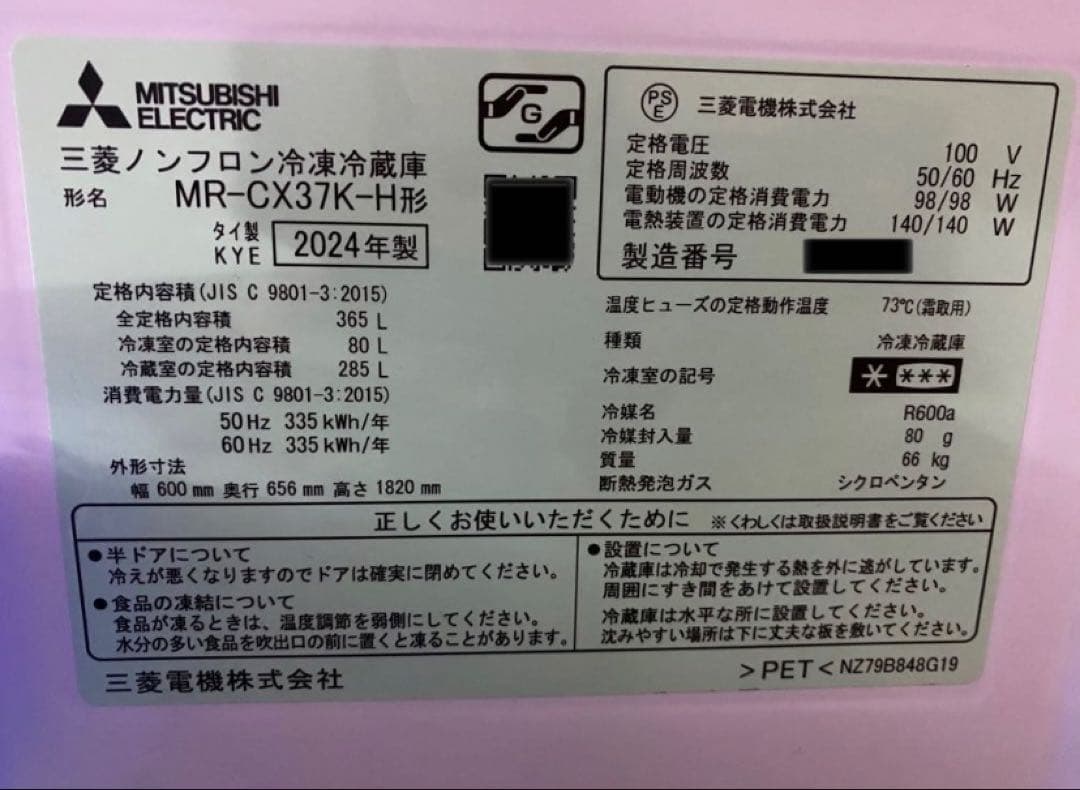 MITSUBISHI
ELECTRIC
三菱ノンフロン冷凍冷蔵庫
形名 MR-CX37K-H形
タイ製
KYE 2024年製
G
定格内容積(JIS C 9801-3:2015)
全定格内容積 365 L
冷凍室の定格内容積 80 L
冷蔵室の定格内容積 285 L
消費電力量(JIS C 9801-3:2015)
50Hz 335kWh/年
60Hz 335kWh/年
外形寸法
幅 600mm 奥行 656mm 高さ 1820mm
PSE 三菱電機株式会社
定格電圧 100 V
定格周波数 50/60 Hz
電動機の定格消費電力 98/98 W
電熱装置の定格消費電力 140/140 W
製造番号
温度ヒューズの定格動作温度 73℃(霜取用)
種類 冷凍冷蔵庫
冷凍室の記号 * ***
冷媒名 R600a
冷媒封入量 80 g
質量 66 kg
断熱発泡ガス シクロペンタン
正しくお使いいただくために ※くわしくは取扱説明書をご覧ください
●半ドアについて
冷えが悪くなりますのでドアは確実に閉めてください。
●食品の凍結について
食品が凍るときは、温度調節を弱側にしてください。
水分の多い食品を吹出口の前に置くと凍ることがあります。
●設置について
冷蔵庫は冷却で発生する熱を外に逃がしています。
周囲にすき間をあけて設置してください。
冷蔵庫は水平な所に設置してください。
沈みやすい場所は下に丈夫な板を敷いてください。
三菱電機株式会社
>PET< NZ79B848G19